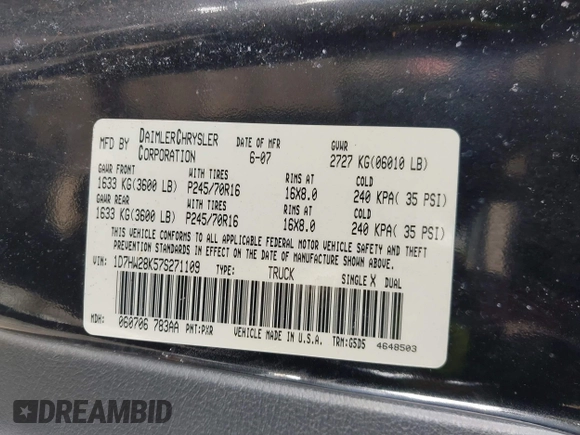 MFD BY DAIMLERCHRYSLER CORPORATION DATE OF MFR 6-07 GVWR 2727 KG(06010 LB)
GAWR FRONT WITH TIRES RIMS AT COLD
1633 KG(3600 LB) P245/70R16 16X8.0 240 KPA( 35 PSI)
GAWR REAR WITH TIRES RIMS AT COLD
1633 KG(3600 LB) P245/70R16 16X8.0 240 KPA( 35 PSI)
THIS VEHICLE CONFORMS TO ALL APPLICABLE FEDERAL MOTOR VEHICLE SAFETY AND THEFT
PREVENTION STANDARDS IN EFFECT ON THE DATE OF MANUFACTURE SHOWN ABOVE.
VIN: 1D7HW28K57S271109 TYPE: TRUCK SINGLE X DUAL
MDH: 060706 783AA PNT:PXR VEHICLE MADE IN U.S.A. TRM:G5D5
4648503
DREAMBID